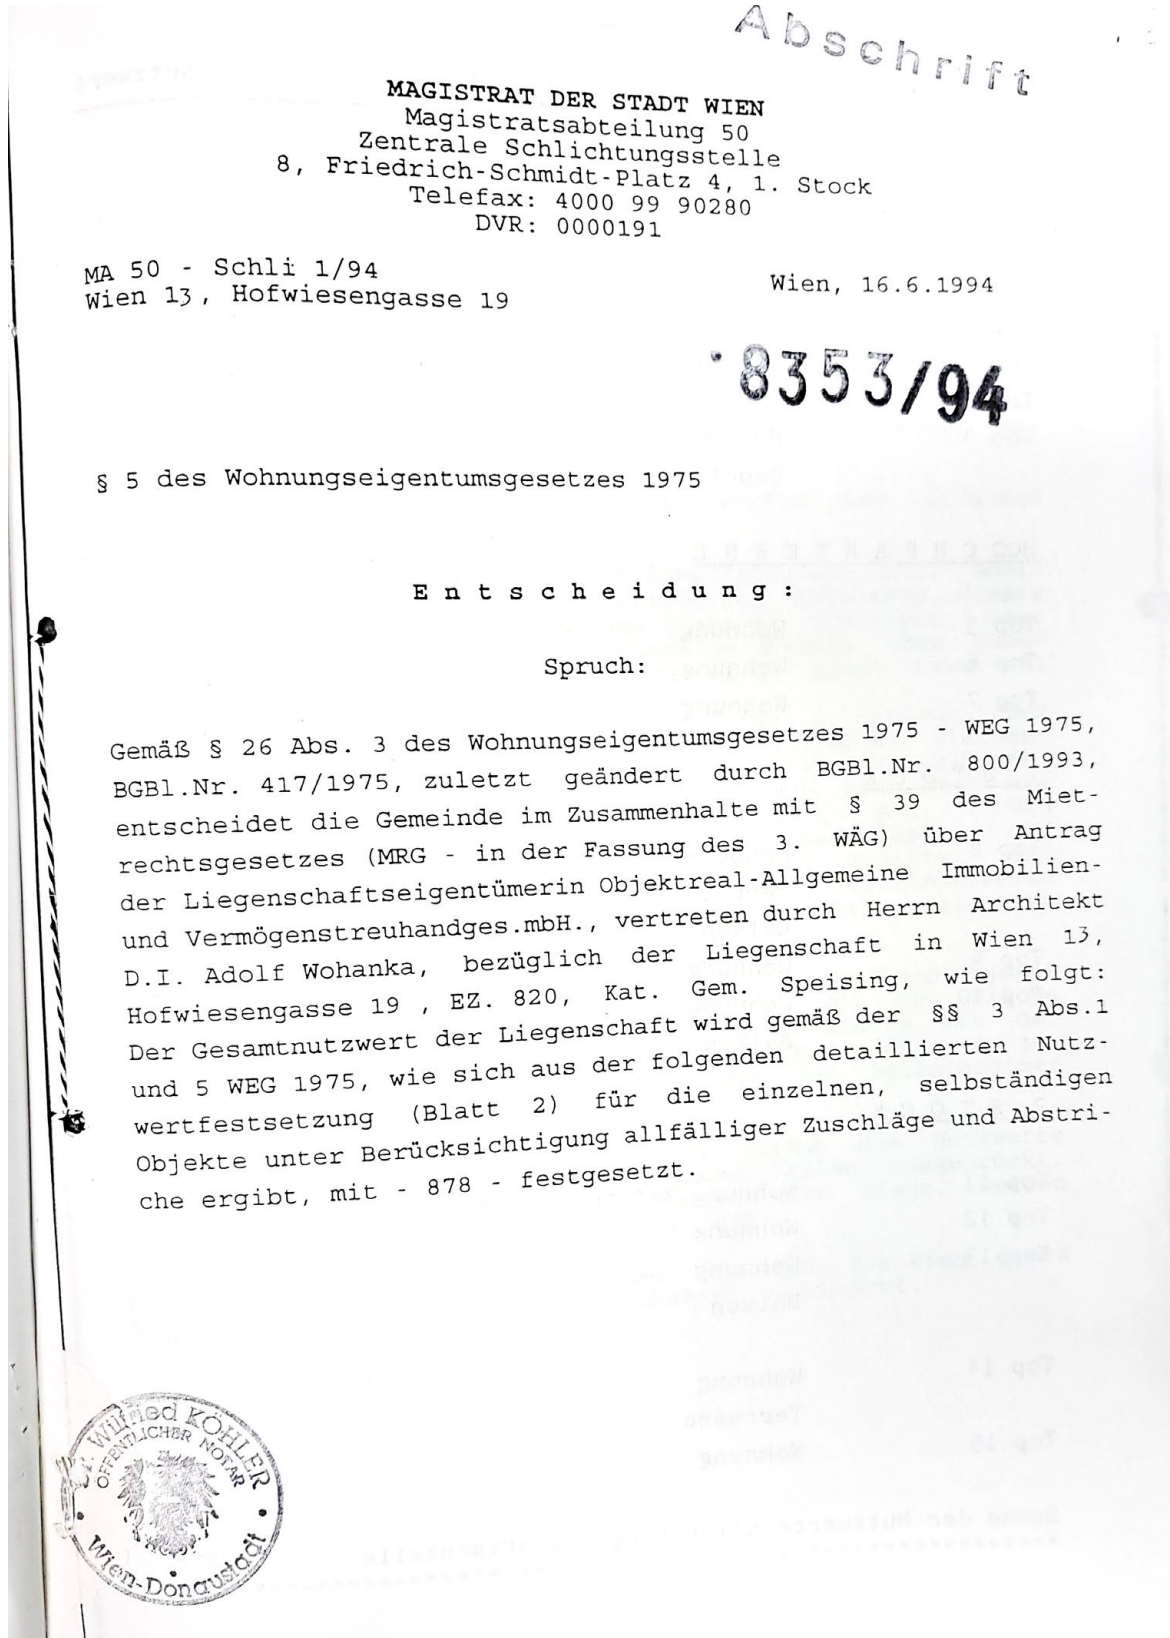 Abschrift
MAGISTRAT DER STADT WIEN
Magistratsabteilung 50
Zentrale Schlichtungsstelle
8, Friedrich-Schmidt-Platz 4, 1. Stock
Telefax: 4000 99 90280
DVR: 0000191
MA 50 - Schli 1/94
Wien 13, Hofwiesengasse 19
Wien, 16.6.1994
8353/94
§ 5 des Wohnungseigentumsgesetzes 1975
Entscheidung:
Spruch:
Gemäß § 26 Abs. 3 des Wohnungseigentumsgesetzes 1975 - WEG 1975,
BGBl.Nr. 417/1975, zuletzt geändert durch BGBl.Nr. 800/1993,
entscheidet die Gemeinde im Zusammenhalte mit § 39 des Miet-
rechtsgesetzes (MRG - in der Fassung des 3. WÄG) über Antrag
der Liegenschaftseigentümerin Objektreal-Allgemeine Immobilien-
und Vermögenstreuhandges.mbH., vertreten durch Herrn Architekt
D.I. Adolf Wohanka, bezüglich der Liegenschaft in Wien 13,
Hofwiesengasse 19 , EZ. 820, Kat. Gem. Speising, wie folgt:
Der Gesamtnutzwert der Liegenschaft wird gemäß der §§ 3 Abs.1
und 5 WEG 1975, wie sich aus der folgenden detaillierten Nutz-
wertfestsetzung (Blatt 2) für die einzelnen, selbständigen
Objekte unter Berücksichtigung allfälliger Zuschläge und Abstri-
che ergibt, mit - 878 - festgesetzt.
Dr. Wilfried KÖHLER
ÖFFENTLICHER NOTAR
Wien-Donaustadt